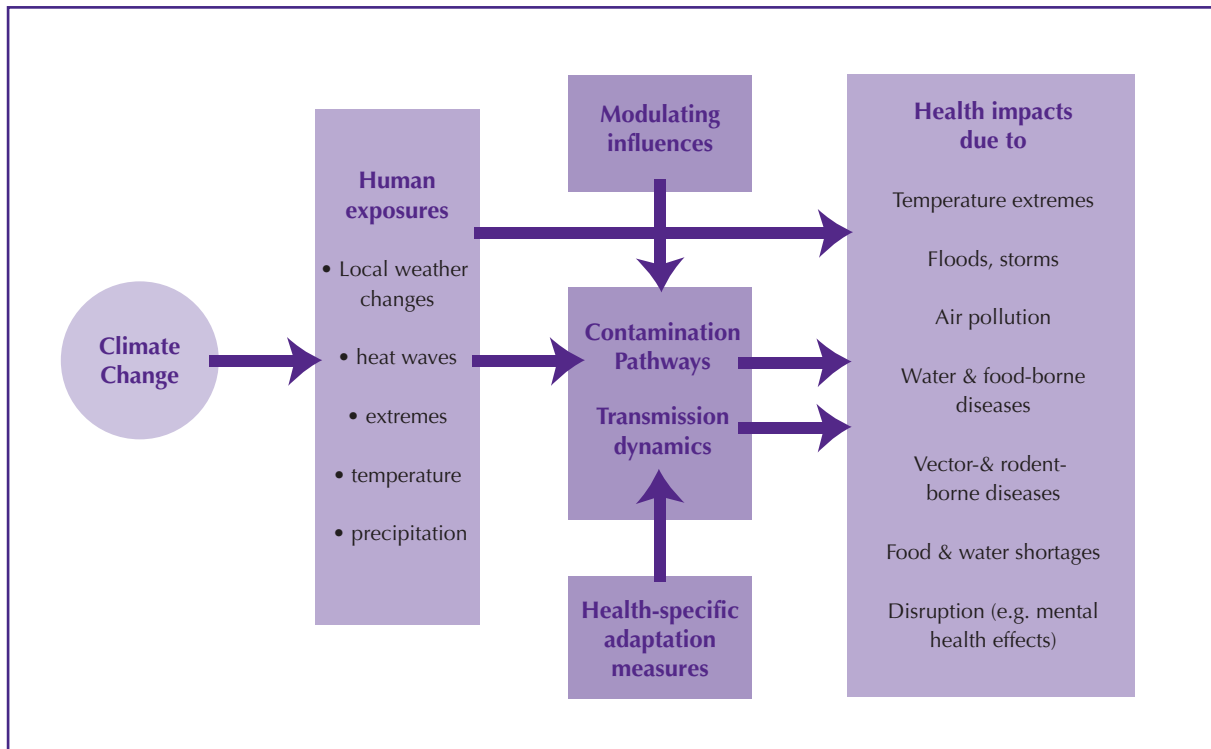 Climate
Change
Human
exposures
• Local weather
changes
• heat waves
• extremes
• temperature
• precipitation
Modulating
influences
Contamination
Pathways
Transmission
dynamics
Health-specific
adaptation
measures
Health impacts
due to
Temperature extremes
Floods, storms
Air pollution
Water & food-borne
diseases
Vector-& rodent-
borne diseases
Food & water shortages
Disruption (e.g. mental
health effects)